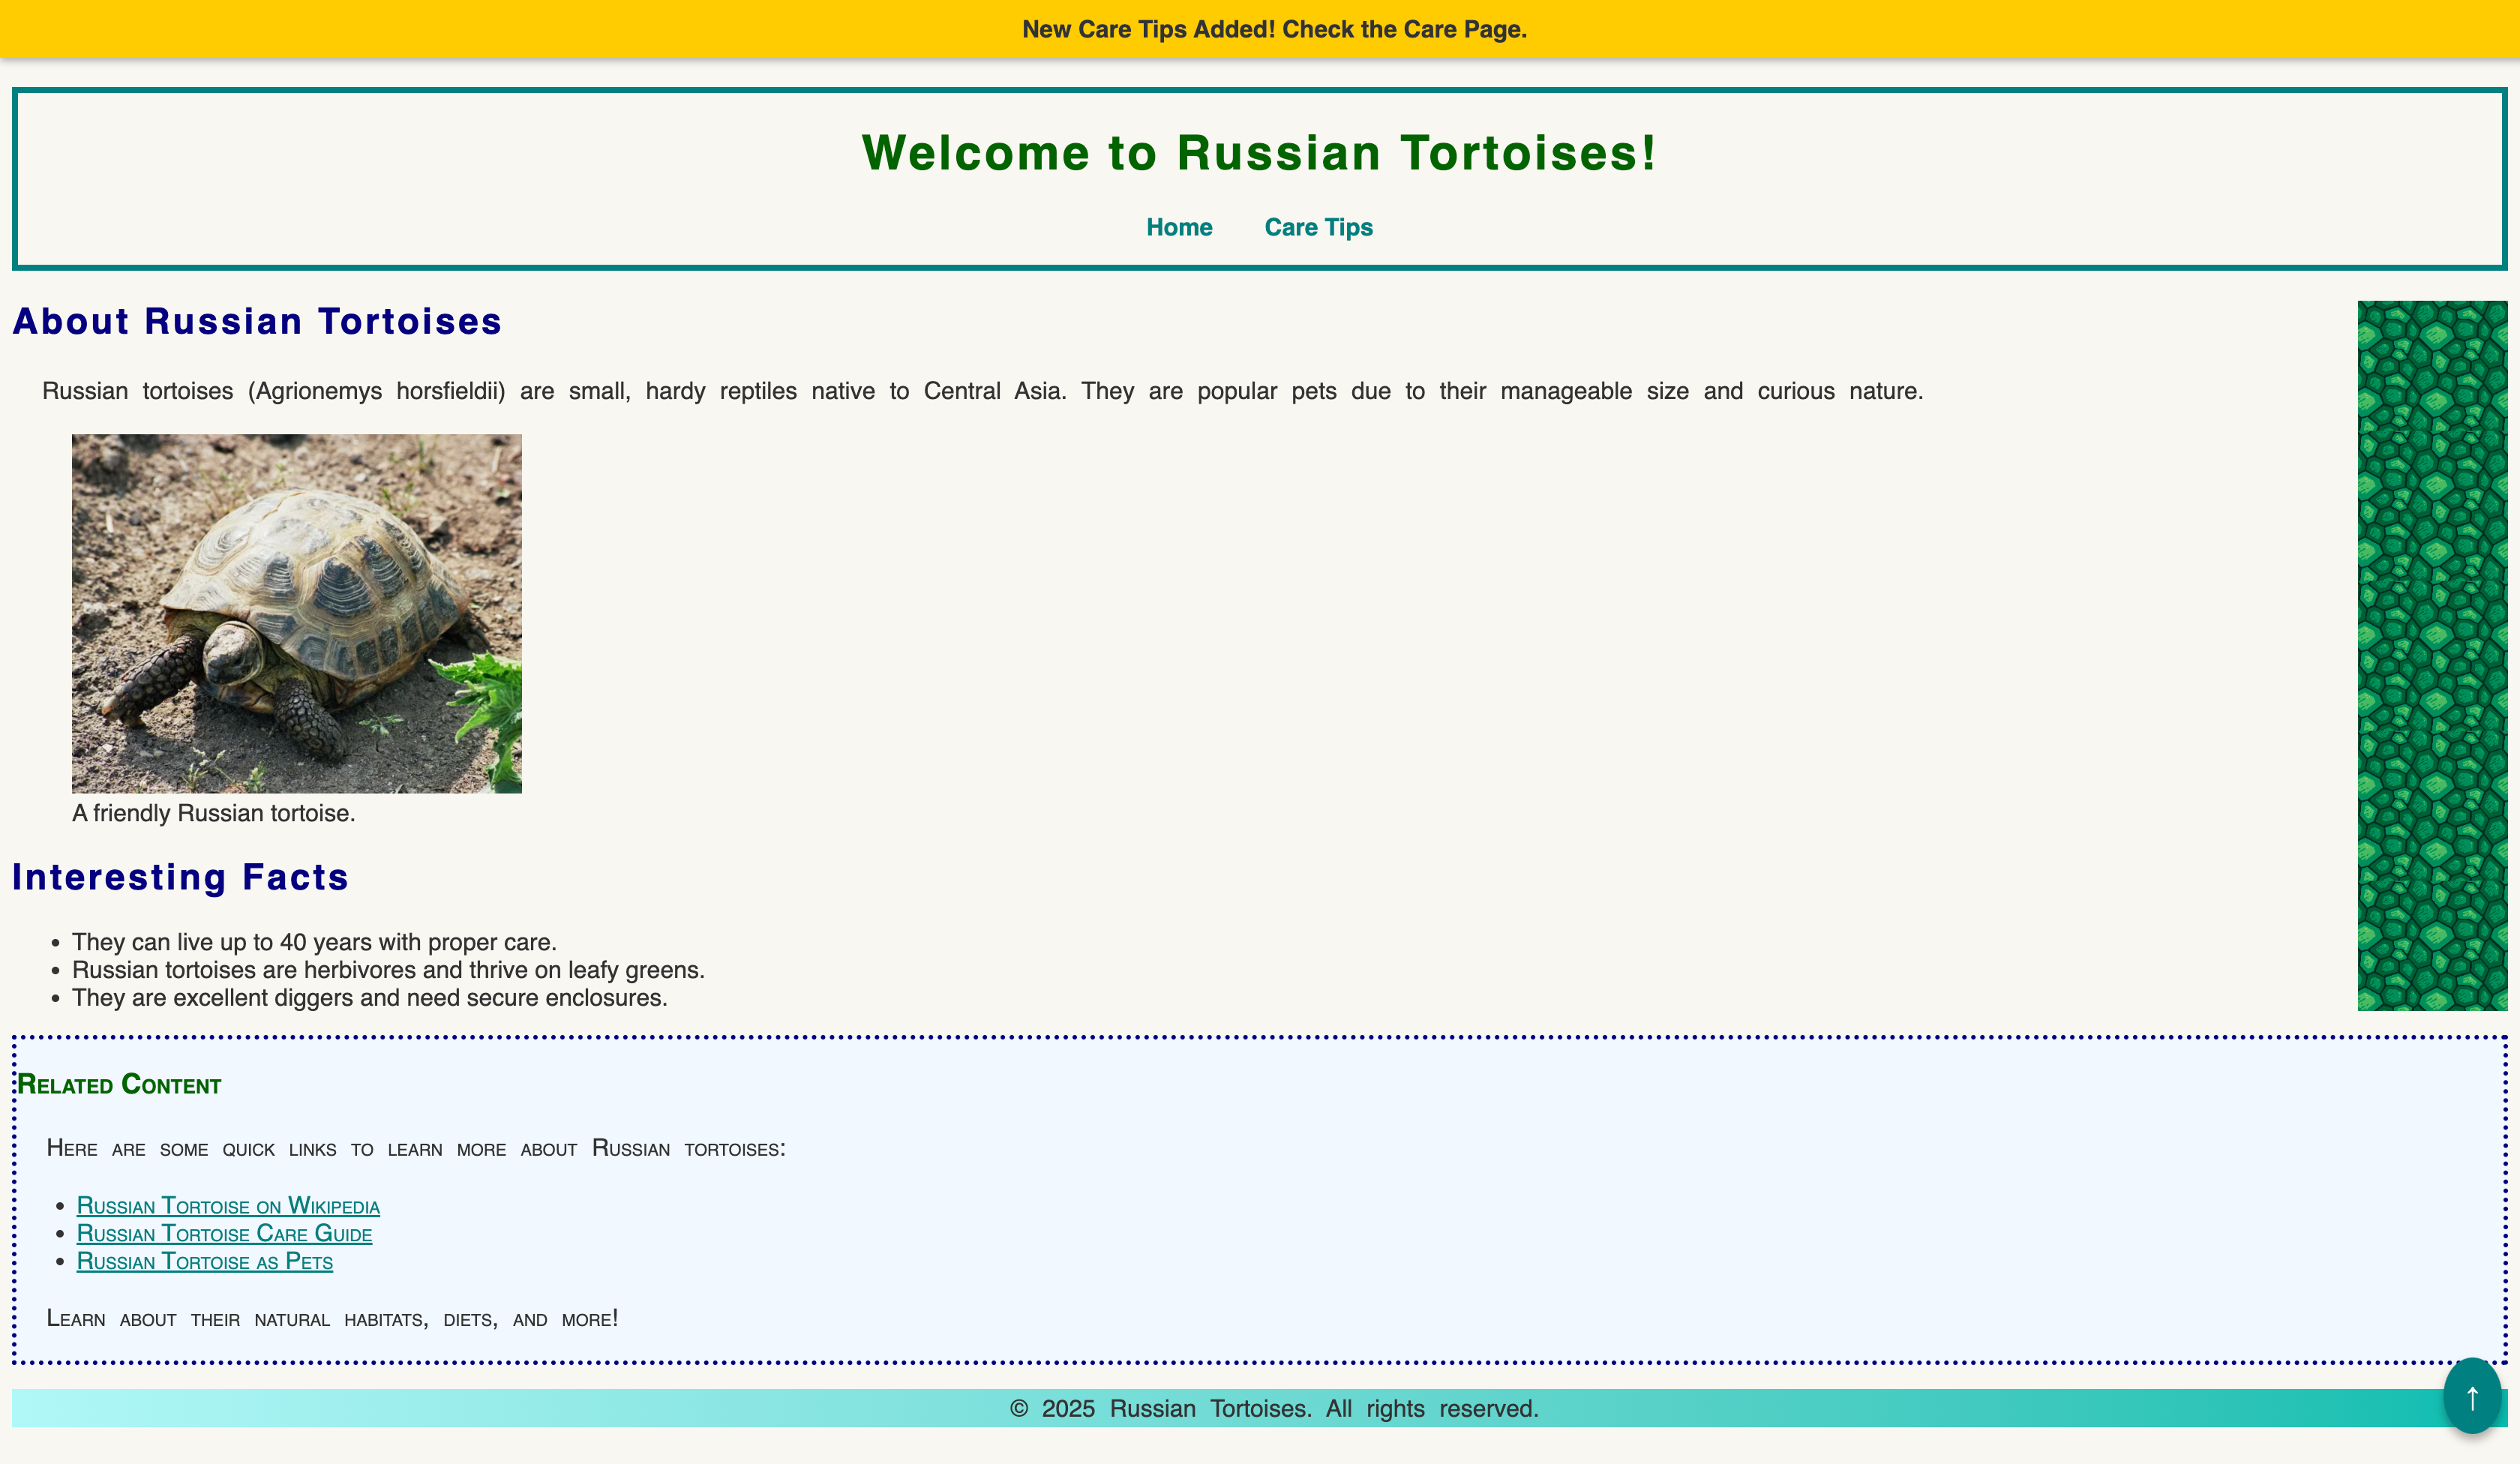 New Care Tips Added! Check the Care Page.
Welcome to Russian Tortoises!
Home Care Tips
About Russian Tortoises
Russian tortoises (Agrionemys horsfieldii) are small, hardy reptiles native to Central Asia. They are popular pets due to their manageable size and curious nature.
A friendly Russian tortoise.
Interesting Facts
• They can live up to 40 years with proper care.
• Russian tortoises are herbivores and thrive on leafy greens.
• They are excellent diggers and need secure enclosures.
Related Content
Here are some quick links to learn more about Russian tortoises:
• Russian Tortoise on Wikipedia
• Russian Tortoise Care Guide
• Russian Tortoise as Pets
Learn about their natural habitats, diets, and more!
© 2025 Russian Tortoises. All rights reserved.
↑